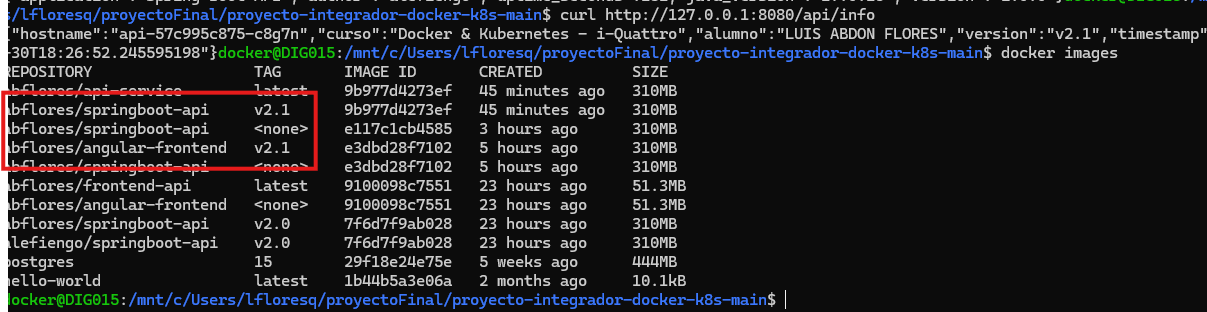 "application":"Spring Boot API","author":"alefiengo","uptime_seconds":
s/lfloresq/proyectoFinal/proyecto-integrador-docker-k8s-main$ curl http://127.0.0.1:8080/api/info
{"hostname":"api-57c995c875-c8g7n","curso":"Docker & Kubernetes - i-Quattro","alumno":"LUIS ABDON FLORES","version":"v2.1","timestamp"
-30T18:26:52.245595198"}docker@DIG015:/mnt/c/Users/lfloresq/proyectoFinal/proyecto-integrador-docker-k8s-main$ docker images
REPOSITORY TAG IMAGE ID CREATED SIZE
abflores/api-service latest 9b977d4273ef 45 minutes ago 310MB
abflores/springboot-api v2.1 9b977d4273ef 45 minutes ago 310MB
abflores/springboot-api <none> e117c1cb4585 3 hours ago 310MB
abflores/angular-frontend v2.1 e3dbd28f7102 5 hours ago 310MB
abflores/springboot-api <none> e3dbd28f7102 5 hours ago 310MB
abflores/frontend-api latest 9100098c7551 23 hours ago 51.3MB
abflores/angular-frontend <none> 9100098c7551 23 hours ago 51.3MB
abflores/springboot-api v2.0 7f6d7f9ab028 23 hours ago 310MB
alefiengo/springboot-api v2.0 7f6d7f9ab028 23 hours ago 310MB
postgres 15 29f18e24e75e 5 weeks ago 444MB
hello-world latest 1b44b5a3e06a 2 months ago 10.1kB
docker@DIG015:/mnt/c/Users/lfloresq/proyectoFinal/proyecto-integrador-docker-k8s-main$